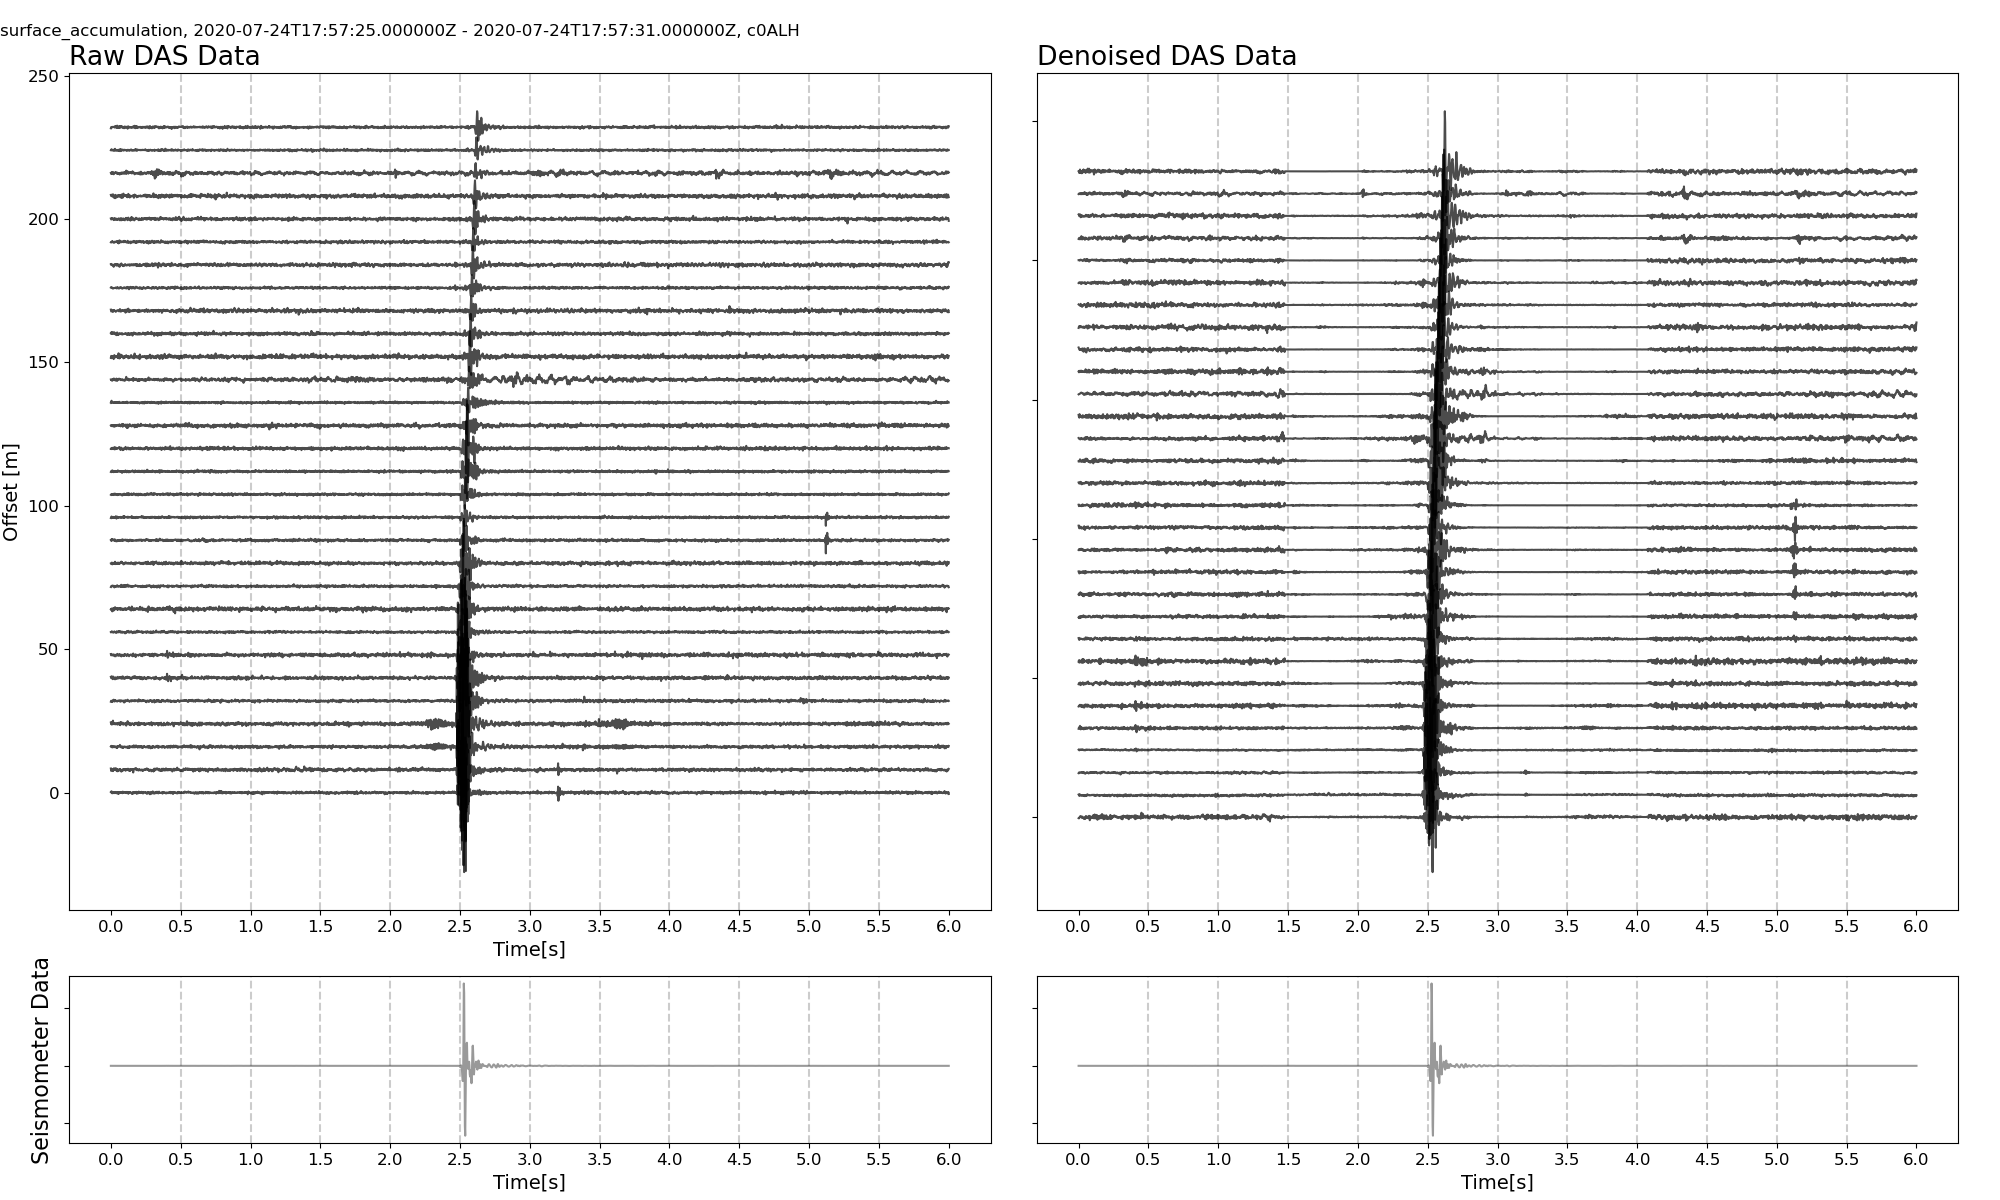 surface_accumulation, 2020-07-24T17:57:25.000000Z - 2020-07-24T17:57:31.000000Z, c0ALH
Raw DAS Data
Denoised DAS Data
250
200
150
100
50
0
Offset [m]
0.0 0.5 1.0 1.5 2.0 2.5 3.0 3.5 4.0 4.5 5.0 5.5 6.0
Time[s]
0.0 0.5 1.0 1.5 2.0 2.5 3.0 3.5 4.0 4.5 5.0 5.5 6.0
Seismometer Data
0.0 0.5 1.0 1.5 2.0 2.5 3.0 3.5 4.0 4.5 5.0 5.5 6.0
Time[s]
0.0 0.5 1.0 1.5 2.0 2.5 3.0 3.5 4.0 4.5 5.0 5.5 6.0
Time[s]